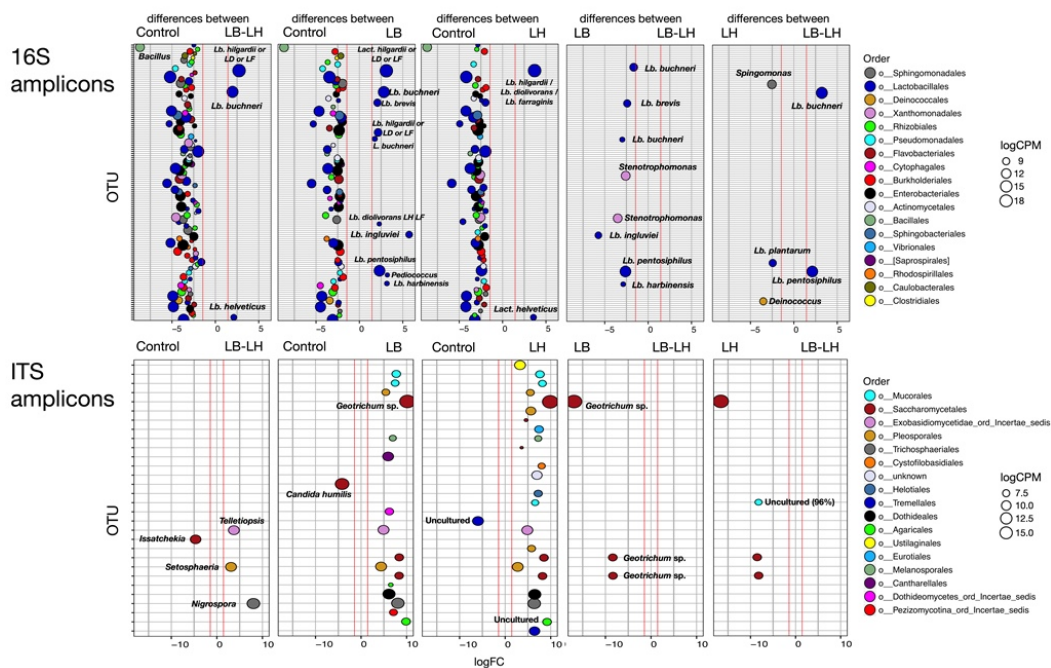 differences between
differences between
differences between
differences between
differences between
Control LB-LH
Control LB
Control LH
LB LB-LH
LH LB-LH
16S
amplicons
OTU
Bacillus
Lb. hilgardii or
LD or LF
Lb. buchneri
Lb. helveticus
Lact. hilgardii or
LD or LF
Lb. buchneri
Lb. brevis
Lb. hilgardii or
LD or LF
L. buchneri
Lb. diolivorans LH LF
Lb. ingluviei
Lb. pentosiphilus
Pediococcus
Lb. harbinensis
Lb. hilgardii /
Lb. diolivorans /
Lb. farraginis
Lact. helveticus
Lb. buchneri
Lb. brevis
Lb. buchneri
Stenotrophomonas
Stenotrophomonas
Lb. ingluviei
Lb. pentosiphilus
Lb. harbinensis
Spingomonas
Lb. buchneri
Lb. plantarum
Lb. pentosiphilus
Deinococcus
−5 0 5
−5 0 5
−5 0 5
−5 0 5
−5 0 5
Order
o__Sphingomonadales
o__Lactobacillales
o__Deinococcales
o__Xanthomonadales
o__Rhizobiales
o__Pseudomonadales
o__Flavobacteriales
o__Cytophagales
o__Burkholderiales
o__Enterobacteriales
o__Actinomycetales
o__Bacillales
o__Sphingobacteriales
o__Vibrionales
o__[Saprospirales]
o__Rhodospirillales
o__Caulobacterales
o__Clostridiales
logCPM
9
12
15
18
Control LB-LH
Control LB
Control LH
LB LB-LH
LH LB-LH
ITS
amplicons
OTU
Telletiopsis
Issatchekia
Setosphaeria
Nigrospora
Geotrichum sp.
Candida humilis
Uncultured
Uncultured
Geotrichum sp.
Geotrichum sp.
Geotrichum sp.
Uncultured (96%)
−10 0 10
−10 0 10
−10 0 10
−10 0 10
−10 0 10
logFC
Order
o__Mucorales
o__Saccharomycetales
o__Exobasidiomycetidae_ord_Incertae_sedis
o__Pleosporales
o__Trichosphaeriales
o__Cystofilobasidiales
o__unknown
o__Helotiales
o__Tremellales
o__Dothideales
o__Agaricales
o__Ustilaginales
o__Eurotiales
o__Melanosporales
o__Cantharellales
o__Dothideomycetes_ord_Incertae_sedis
o__Pezizomycotina_ord_Incertae_sedis
logCPM
7.5
10.0
12.5
15.0